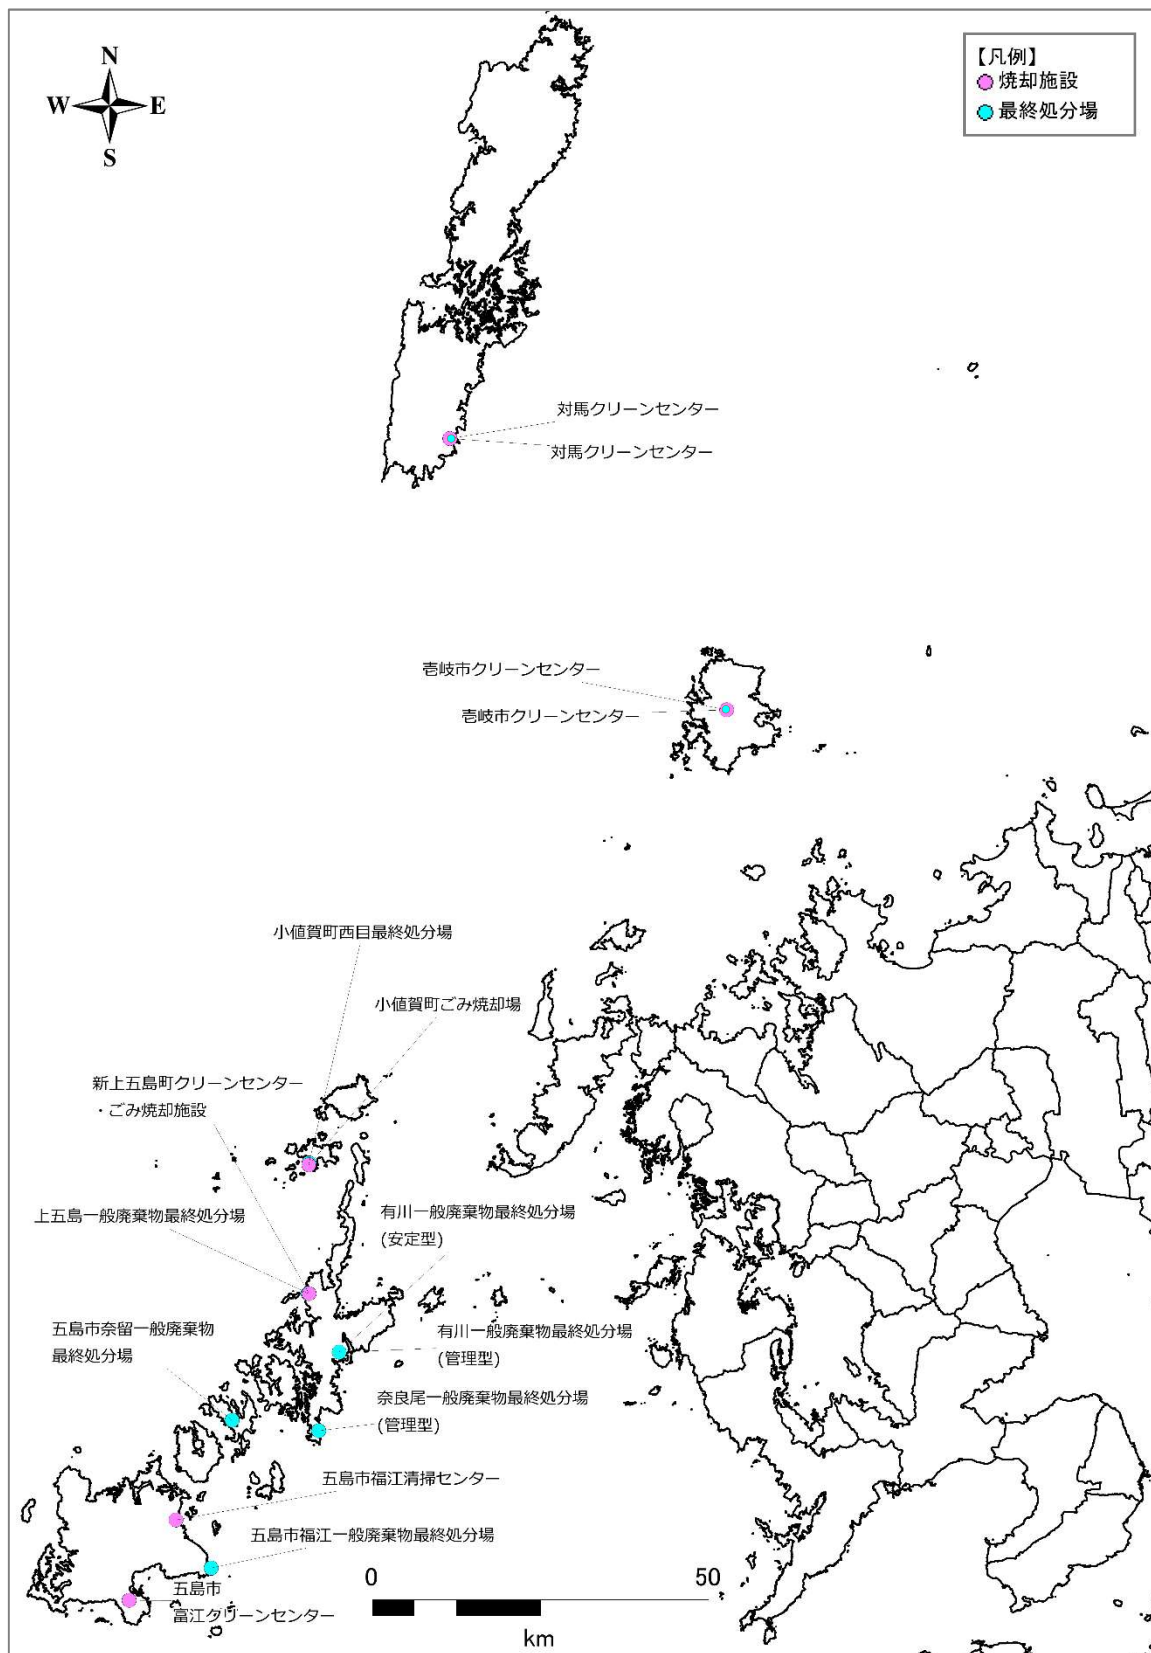 N
W E
S
【凡例】
焼却施設
最終処分場
対馬クリーンセンター
対馬クリーンセンター
壱岐市クリーンセンター
壱岐市クリーンセンター
小値賀町西目最終処分場
小値賀町ごみ焼却場
新上五島町クリーンセンター
・ごみ焼却施設
上五島一般廃棄物最終処分場
有川一般廃棄物最終処分場
(安定型)
五島市奈留一般廃棄物
最終処分場
有川一般廃棄物最終処分場
(管理型)
奈良尾一般廃棄物最終処分場
(管理型)
五島市福江清掃センター
五島市福江一般廃棄物最終処分場
五島市
富江クリーンセンター
0 50
km